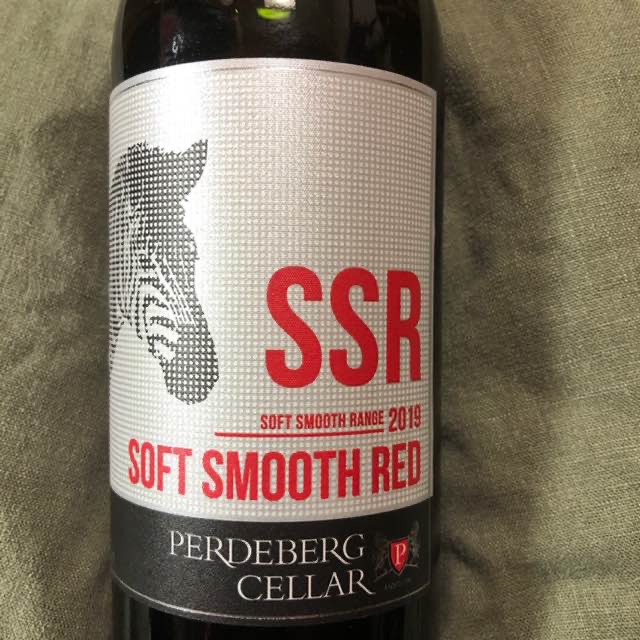 SSR
SOFT SMOOTH RANGE 2019
SOFT SMOOTH RED
PERDEBERG
CELLAR
P